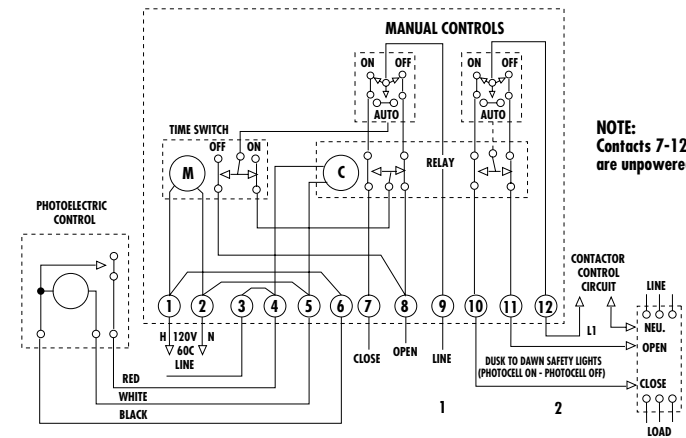 MANUAL CONTROLS
ON OFF
ON OFF
AUTO
AUTO
NOTE:
Contacts 7-12
are unpowere
TIME SWITCH
OFF ON
M
C
RELAY
PHOTOELECTRIC
CONTROL
1 2 3 4 5 6 7 8 9 10 11 12
H 120V N
60C
LINE
CLOSE
OPEN
LINE
CONTACTOR
CONTROL
CIRCUIT
L1
LINE
NEU.
OPEN
CLOSE
LOAD
DUSK TO DAWN SAFETY LIGHTS
(PHOTOCELL ON - PHOTOCELL OFF)
RED
WHITE
BLACK
1
2